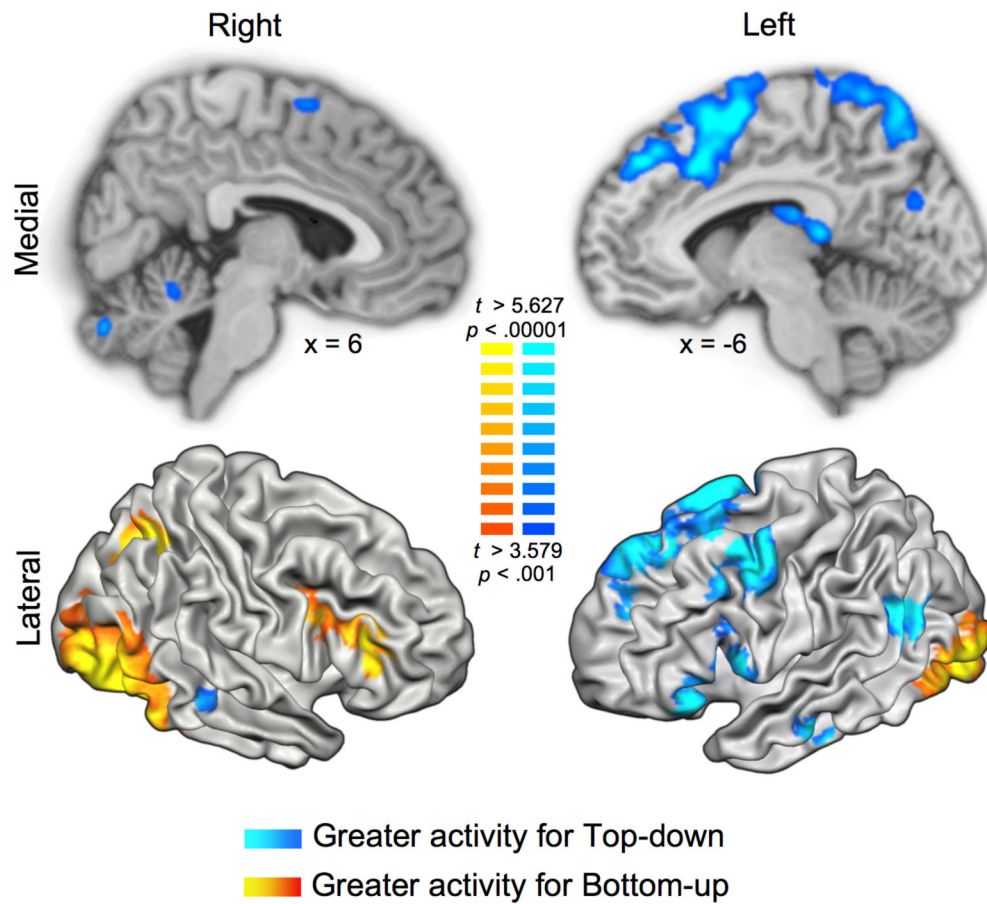 Right
Left
Medial
t > 5.627
p < .00001
x = 6
x = -6
t > 3.579
p < .001
Lateral
Greater activity for Top-down
Greater activity for Bottom-up